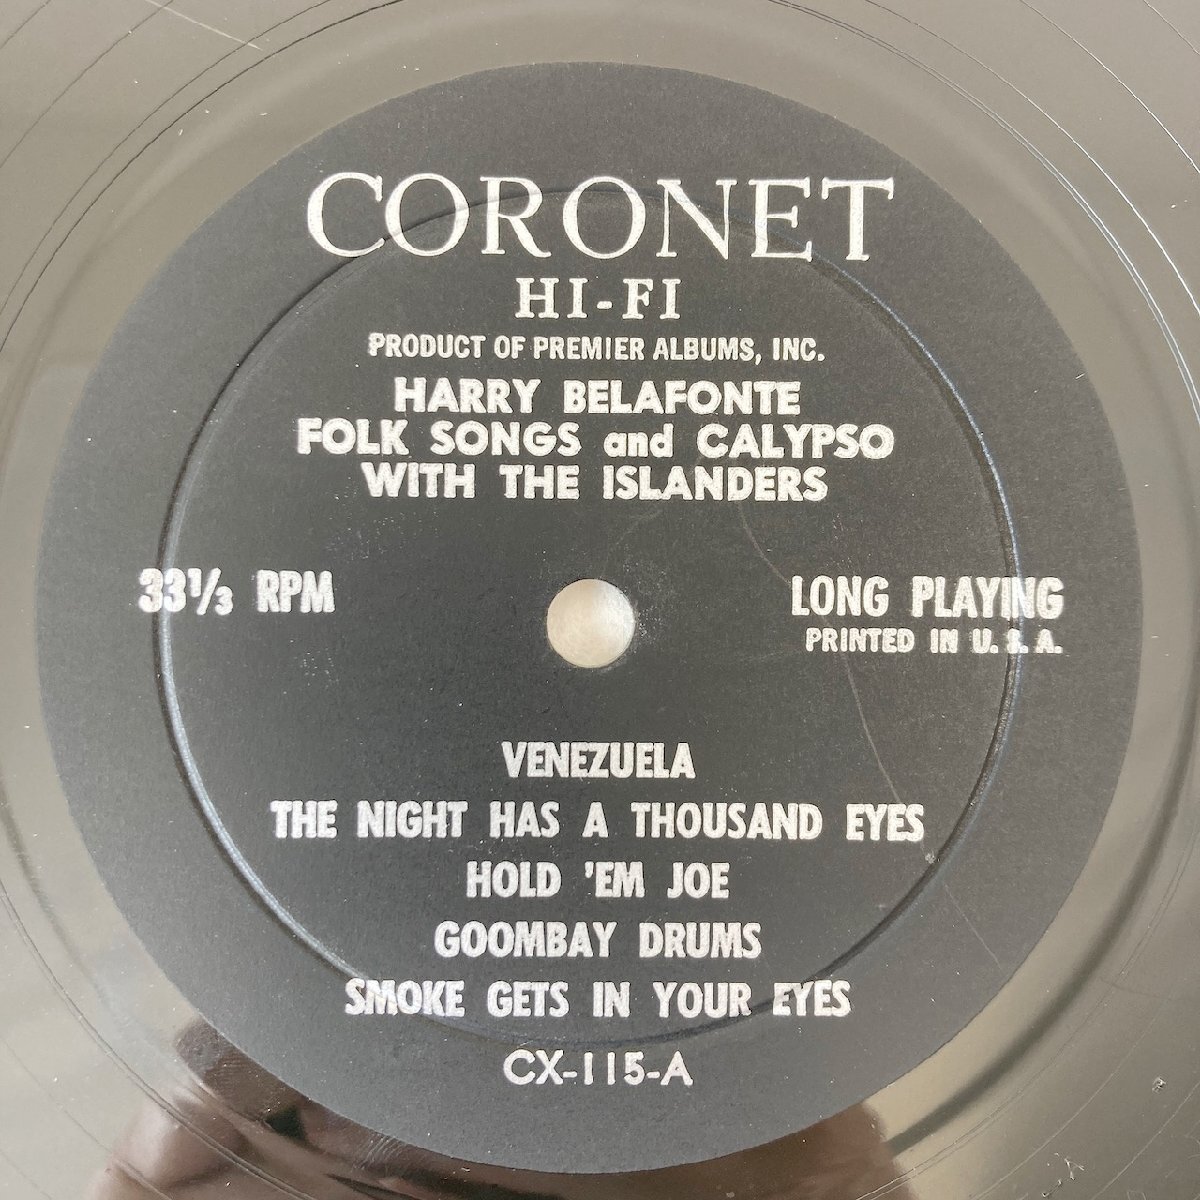 CORONET
HI-FI
PRODUCT OF PREMIER ALBUMS, INC.
HARRY BELAFONTE
FOLK SONGS and CALYPSO
WITH THE ISLANDERS
33⅓ RPM
LONG PLAYING
PRINTED IN U.S.A.
VENEZUELA
THE NIGHT HAS A THOUSAND EYES
HOLD 'EM JOE
GOOMBAY DRUMS
SMOKE GETS IN YOUR EYES
CX-115-A